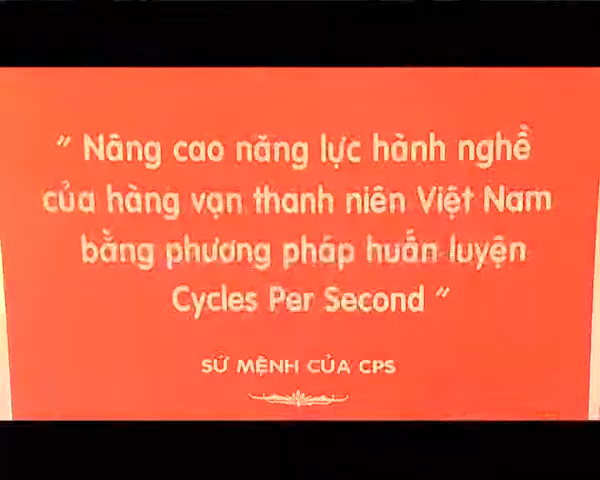 " Nâng cao năng lực hành nghề
của hàng vạn thanh niên Việt Nam
bằng phương pháp huấn luyện
Cycles Per Second "
SỨ MỆNH CỦA CPS